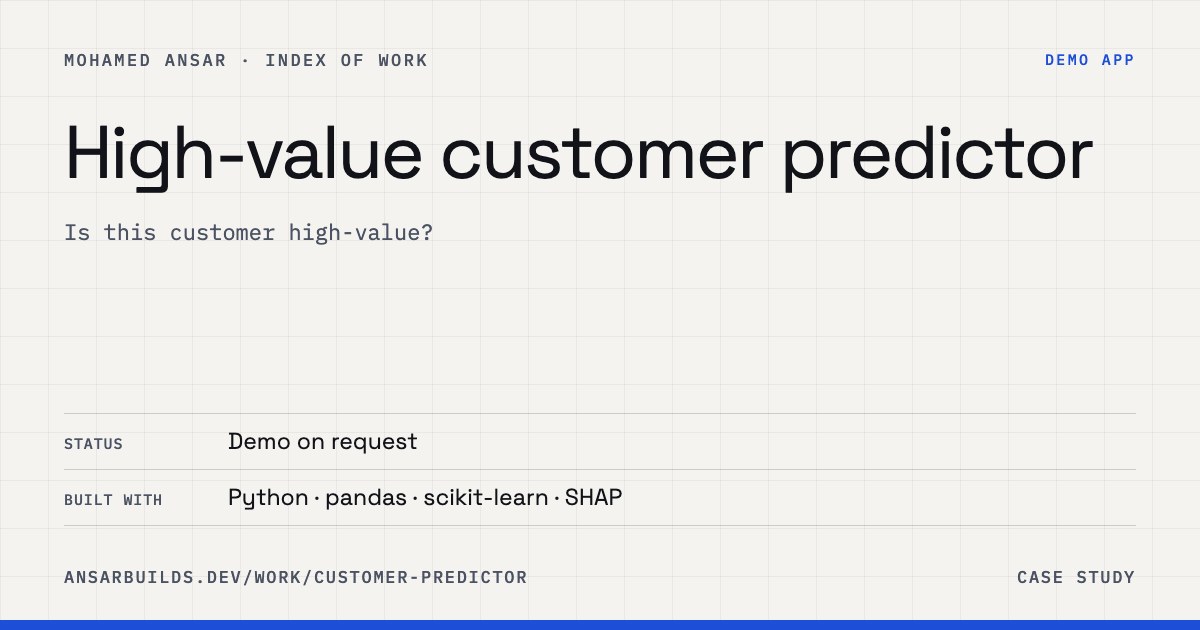 MOHAMED ANSAR · INDEX OF WORK
DEMO APP
High-value customer predictor
Is this customer high-value?
STATUS Demo on request
BUILT WITH Python · pandas · scikit-learn · SHAP
ANSARBUILDS.DEV/WORK/CUSTOMER-PREDICTOR
CASE STUDY